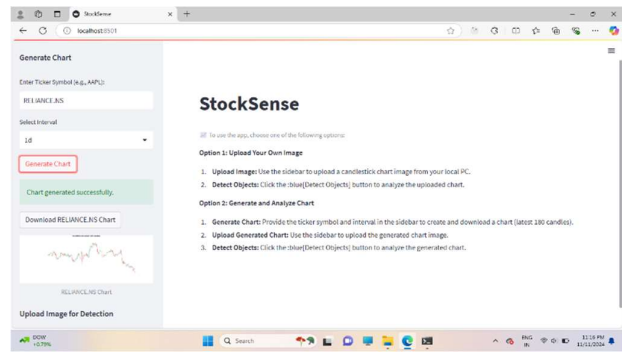 StockSense
localhost:8501
Generate Chart
Enter Ticker Symbol (e.g., AAPL):
RELIANCE.NS
Select Interval
1d
Generate Chart
Chart generated successfully.
Download RELIANCE.NS Chart
RELIANCE.NS Chart
Upload Image for Detection
StockSense
To use the app, choose one of the following options:
Option 1: Upload Your Own Image
1. Upload Image: Use the sidebar to upload a candlestick chart image from your local PC.
2. Detect Objects: Click the :blue[Detect Objects] button to analyze the uploaded chart.
Option 2: Generate and Analyze Chart
1. Generate Chart: Provide the ticker symbol and interval in the sidebar to create and download a chart (latest 180 candles).
2. Upload Generated Chart: Use the sidebar to upload the generated chart image.
3. Detect Objects: Click the :blue[Detect Objects] button to analyze the generated chart.
DOW
+0.79%
Search
ENG
IN
11:16 PM
11/11/2024